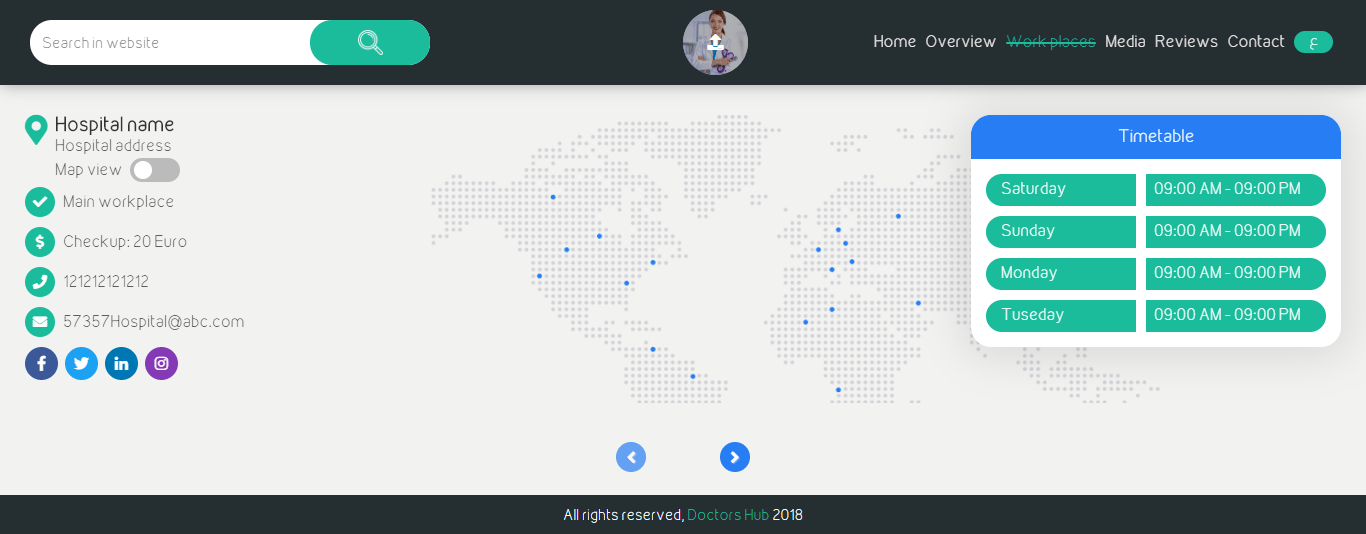 Search in website
Home Overview Work places Media Reviews Contact ع
Hospital name
Hospital address
Map view
Main workplace
Checkup: 20 Euro
121212121212
57357Hospital@abc.com
Timetable
Saturday 09:00 AM - 09:00 PM
Sunday 09:00 AM - 09:00 PM
Monday 09:00 AM - 09:00 PM
Tuseday 09:00 AM - 09:00 PM
All rights reserved, Doctors Hub 2018